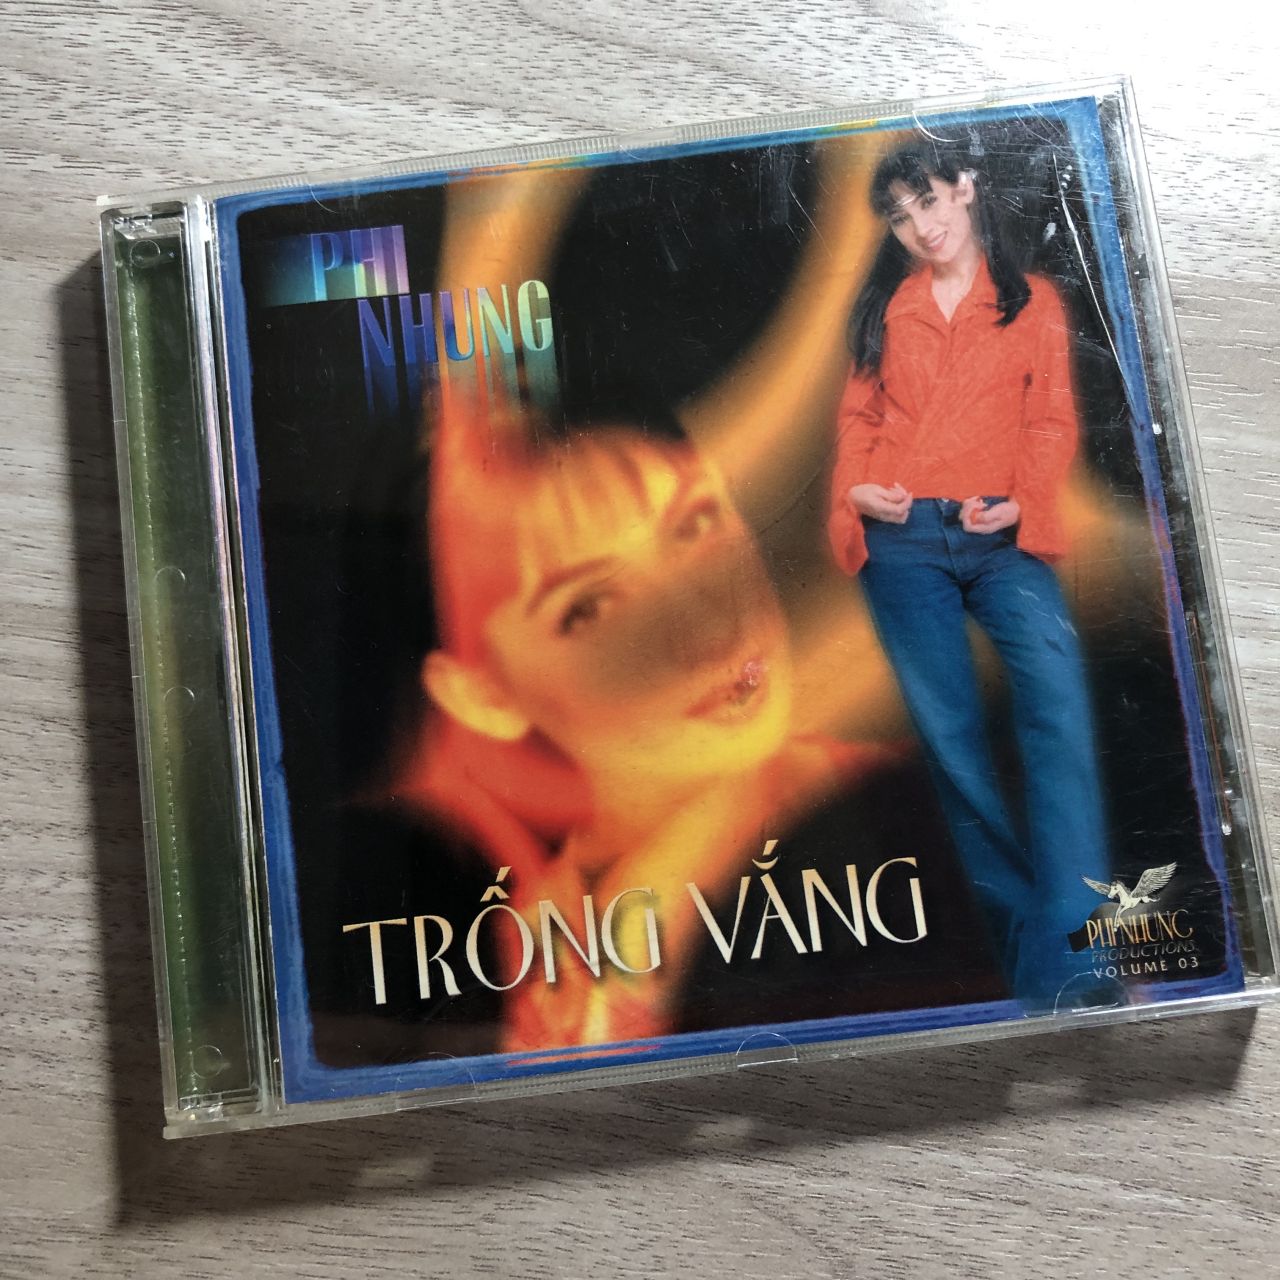 PHI
NHUNG
TRỐNG VẮNG
PHI NHUNG
PRODUCTIONS
VOLUME 03